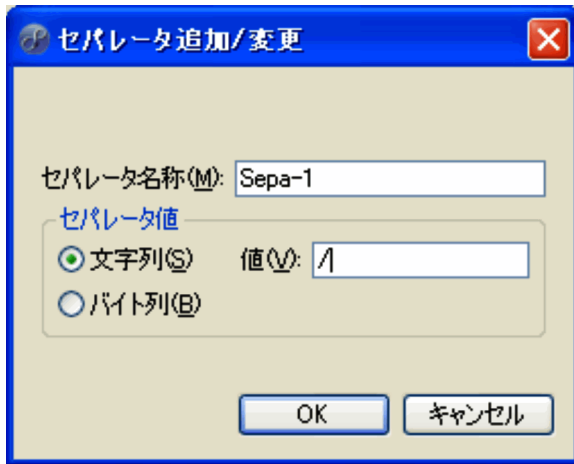 セパレータ追加/変更
セパレータ名称(M): Sepa-1
セパレータ値
文字列(S) 値(V): /
バイト列(B)
OK キャンセル